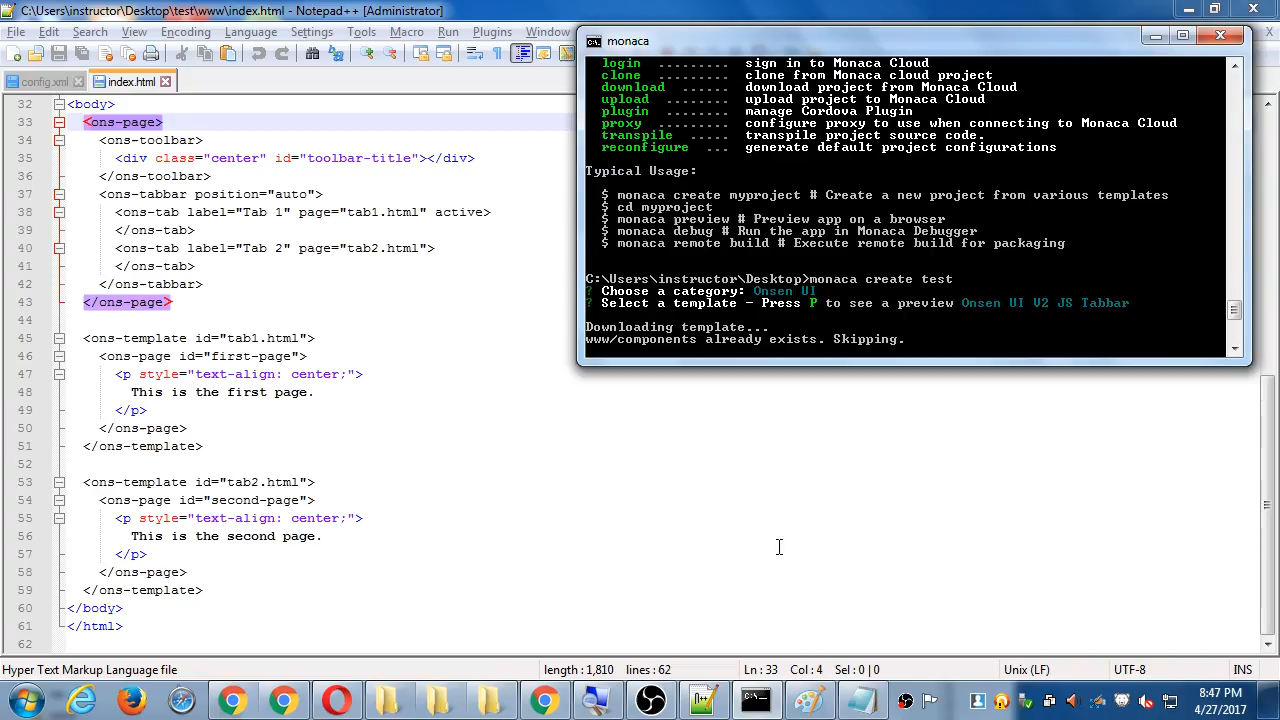 C:\Users\instructor\Desktop\test\www\index.html - Notepad++ [Administrator]
File Edit Search View Encoding Language Settings Tools Macro Run Plugins Window
X
config.xml index.html
32 <body>
33 <ons-page>
34 <ons-toolbar>
35 <div class="center" id="toolbar-title"></div>
36 </ons-toolbar>
37 <ons-tabbar position="auto">
38 <ons-tab label="Tab 1" page="tab1.html" active>
39 </ons-tab>
40 <ons-tab label="Tab 2" page="tab2.html">
41 </ons-tab>
42 </ons-tabbar>
43 </ons-page>
44
45 <ons-template id="tab1.html">
46 <ons-page id="first-page">
47 <p style="text-align: center;">
48 This is the first page.
49 </p>
50 </ons-page>
51 </ons-template>
52
53 <ons-template id="tab2.html">
54 <ons-page id="second-page">
55 <p style="text-align: center;">
56 This is the second page.
57 </p>
58 </ons-page>
59 </ons-template>
60 </body>
61 </html>
62
monaca
login ......... sign in to Monaca Cloud
clone ......... clone from Monaca cloud project
download ...... download project from Monaca Cloud
upload ........ upload project to Monaca Cloud
plugin ........ manage Cordova Plugin
proxy ......... configure proxy to use when connecting to Monaca Cloud
transpile ..... transpile project source code.
reconfigure ... generate default project configurations
Typical Usage:
$ monaca create myproject # Create a new project from various templates
$ cd myproject
$ monaca preview # Preview app on a browser
$ monaca debug # Run the app in Monaca Debugger
$ monaca remote build # Execute remote build for packaging
C:\Users\instructor\Desktop>monaca create test
? Choose a category: Onsen UI
? Select a template - Press P to see a preview Onsen UI V2 JS Tabbar
Downloading template...
www/components already exists. Skipping.
Hyper Text Markup Language file length : 1,810 lines : 62 Ln : 33 Col : 4 Sel : 0 | 0 Unix (LF) UTF-8 INS
8:47 PM
4/27/2017